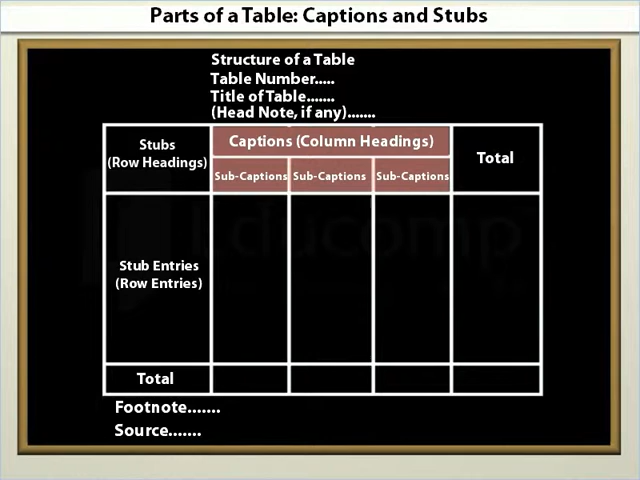 Parts of a Table: Captions and Stubs
Structure of a Table
Table Number.....
Title of Table.......
(Head Note, if any).......
Stubs
(Row Headings)
Captions (Column Headings)
Total
Sub-Captions Sub-Captions Sub-Captions
Educomp
Stub Entries
(Row Entries)
Total
Footnote.......
Source.......